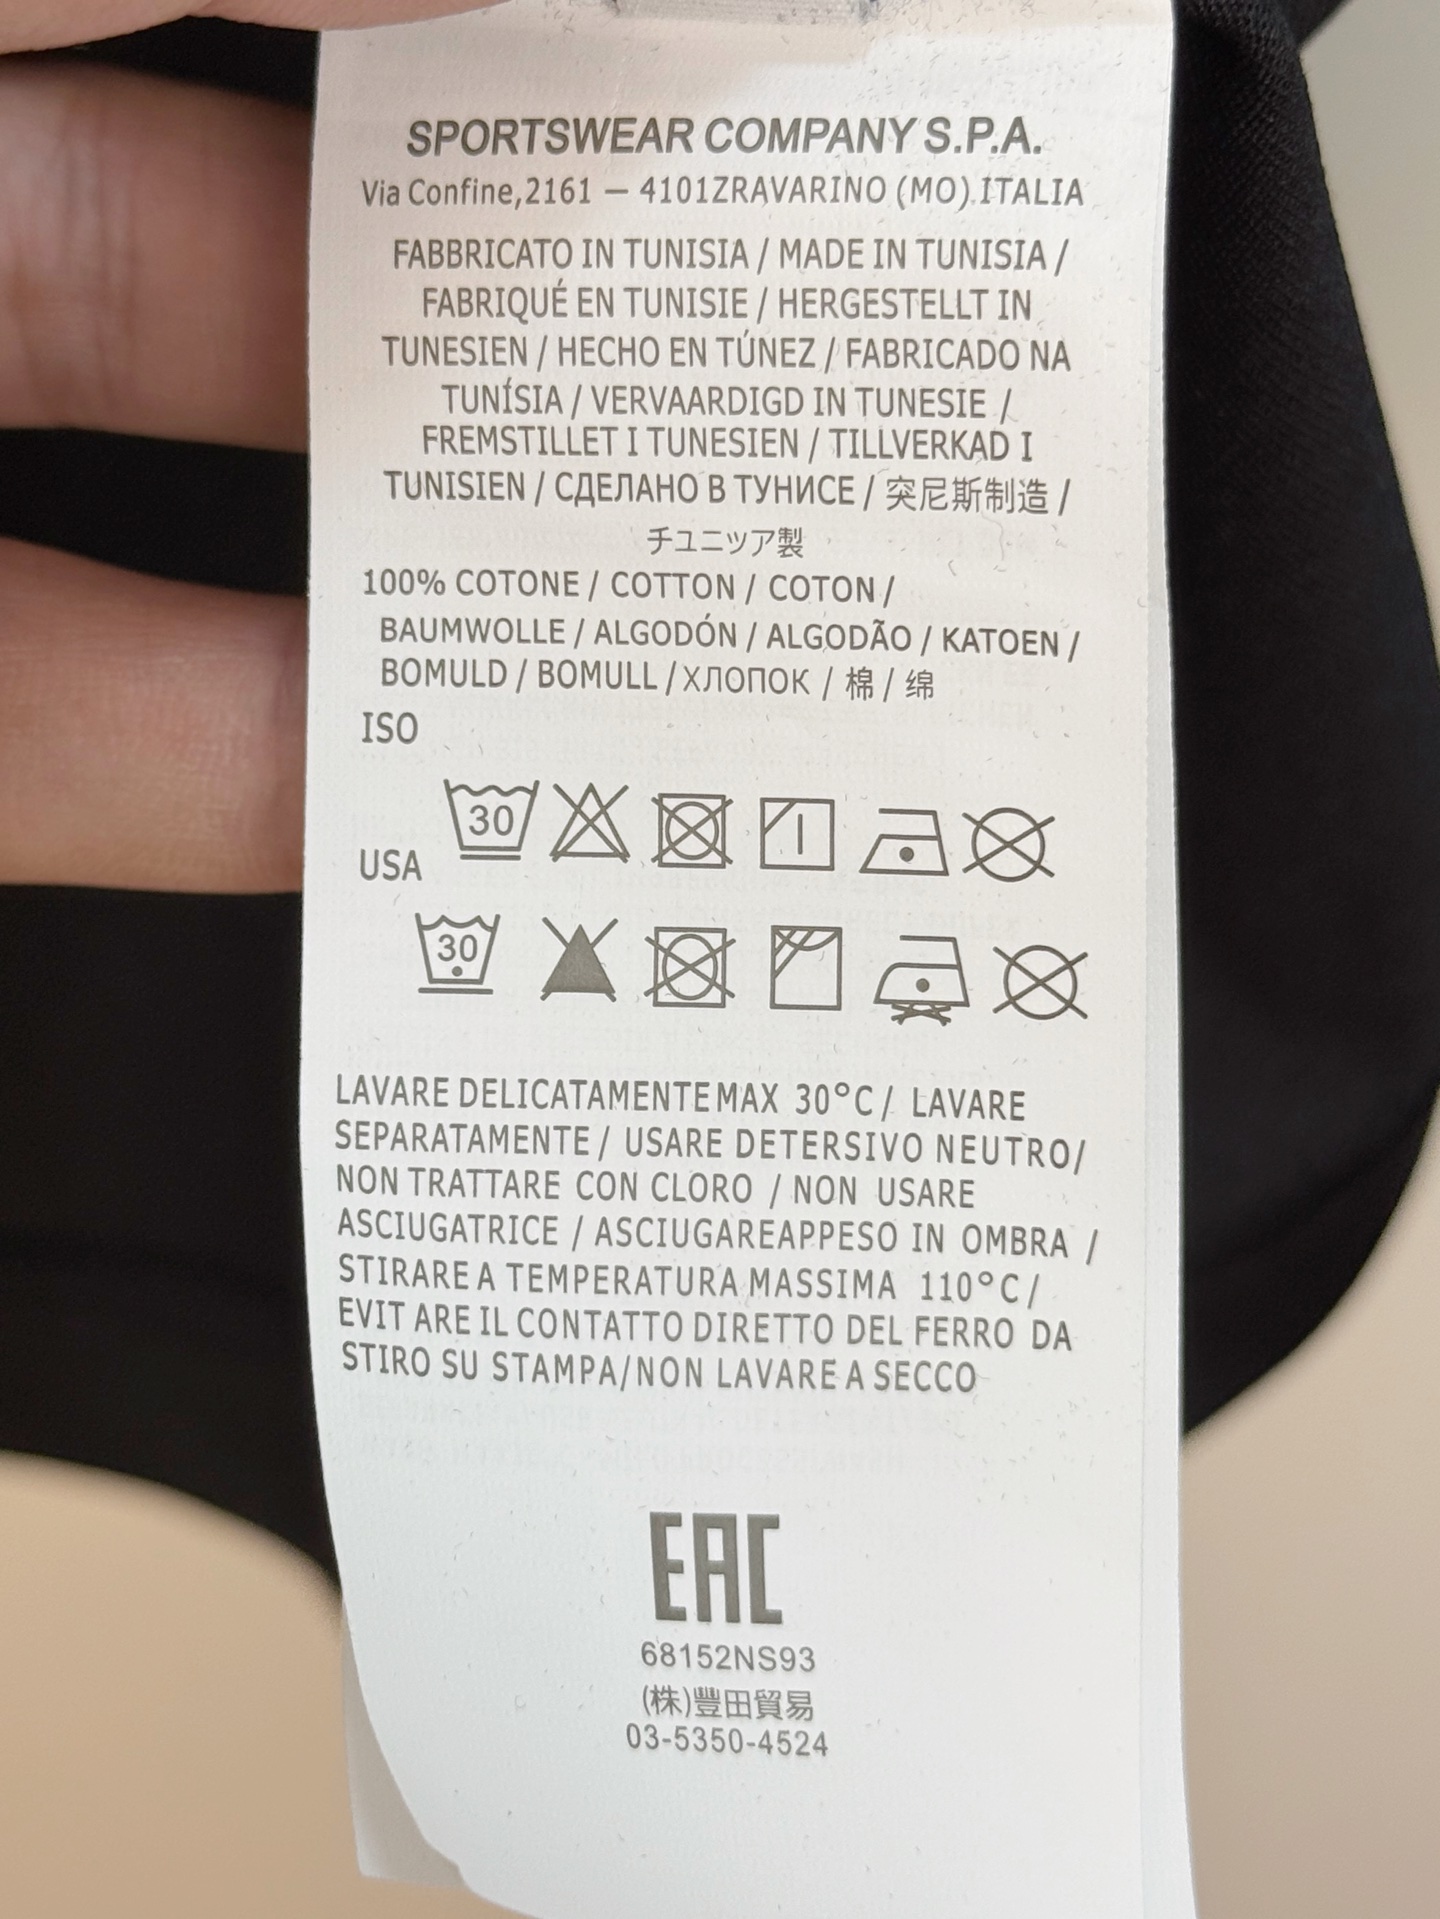 SPORTSWEAR COMPANY S.P.A.
Via Confine,2161 — 4101ZRAVARINO (MO).ITALIA
FABBRICATO IN TUNISIA / MADE IN TUNISIA /
FABRIQUÉ EN TUNISIE / HERGESTELLT IN
TUNESIEN / HECHO EN TÚNEZ / FABRICADO NA
TUNÍSIA / VERVAARDIGD IN TUNESIE /
FREMSTILLET I TUNESIEN / TILLVERKAD I
TUNISIEN / СДЕЛАНО В ТУНИСЕ / 突尼斯制造 /
チユニッア製
100% COTONE / COTTON / COTON /
BAUMWOLLE / ALGODÓN / ALGODÃO / KATOEN /
BOMULD / BOMULL / ХЛОПОК / 棉 / 绵
ISO
30
USA
30
LAVARE DELICATAMENTE MAX 30°C / LAVARE
SEPARATAMENTE / USARE DETERSIVO NEUTRO/
NON TRATTARE CON CLORO / NON USARE
ASCIUGATRICE / ASCIUGAREAPPESO IN OMBRA /
STIRARE A TEMPERATURA MASSIMA 110°C /
EVIT ARE IL CONTATTO DIRETTO DEL FERRO DA
STIRO SU STAMPA/NON LAVARE A SECCO
EAC
68152NS93
(株)豐田貿易
03-5350-4524